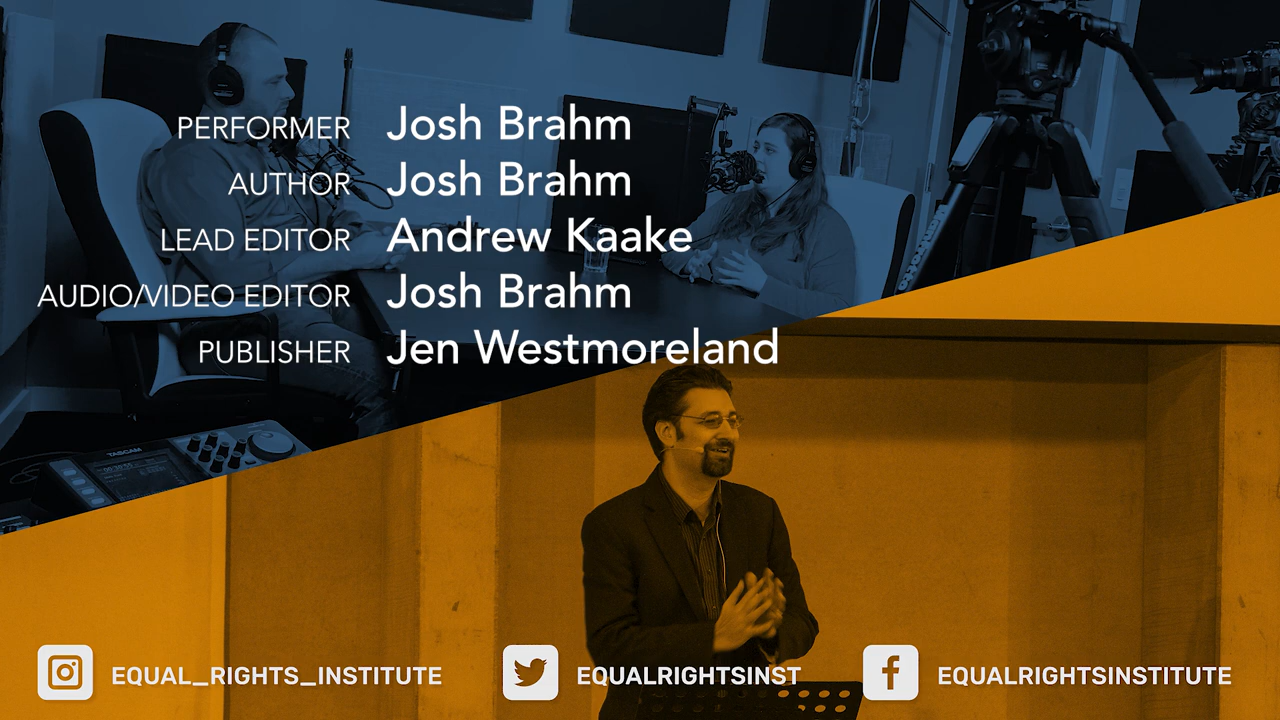 PERFORMER Josh Brahm
AUTHOR Josh Brahm
LEAD EDITOR Andrew Kaake
AUDIO/VIDEO EDITOR Josh Brahm
PUBLISHER Jen Westmoreland
TASCAM
EQUAL_RIGHTS_INSTITUTE EQUALRIGHTSINST EQUALRIGHTSINSTITUTE